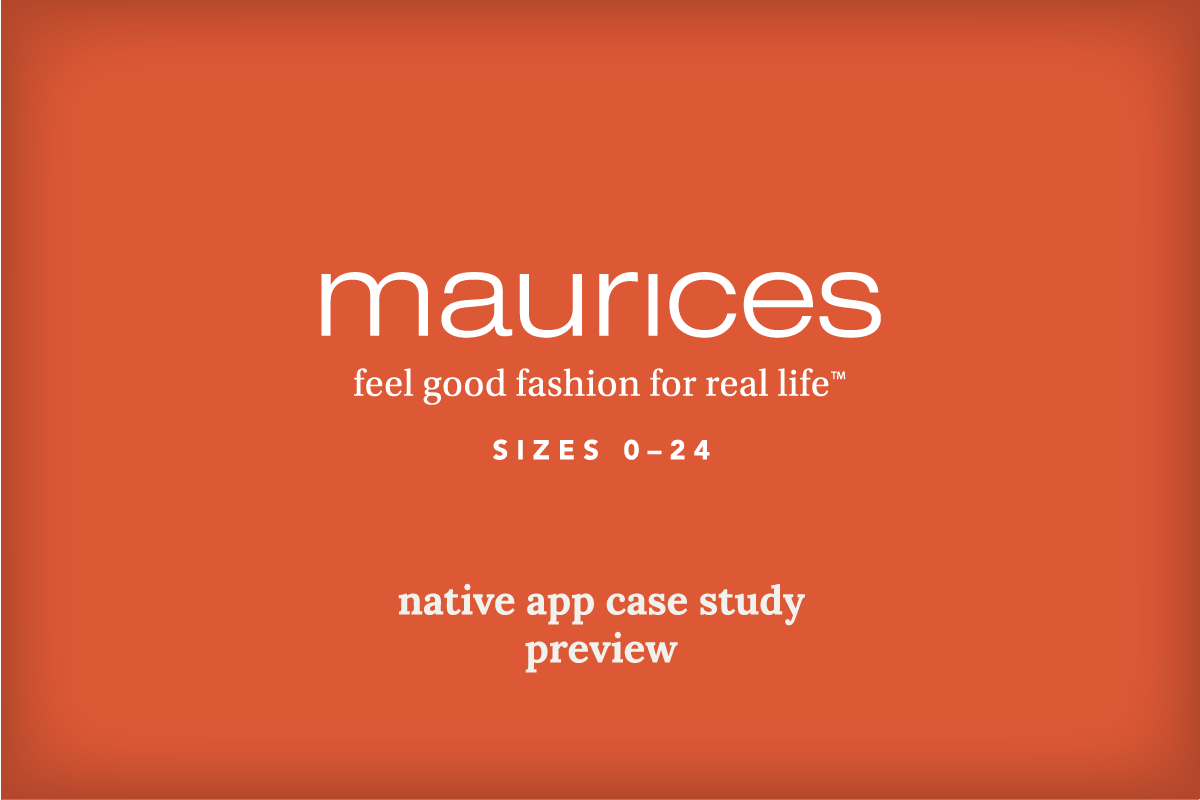 maurices
feel good fashion for real life™
SIZES 0–24
native app case study
preview